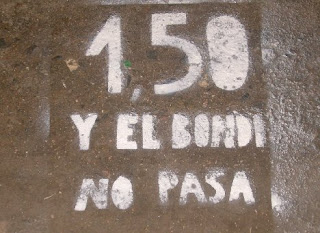 1,50
Y EL BONDI
NO PASA